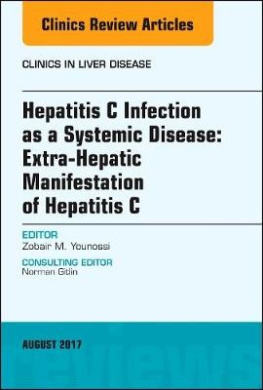 Clinics Review Articles
CLINICS IN LIVER DISEASE
Hepatitis C Infection
as a Systemic Disease:
Extra-Hepatic
Manifestation
of Hepatitis C
EDITOR
Zobair M. Younossi
CONSULTING EDITOR
Norman Gitlin
AUGUST 2017
reviews